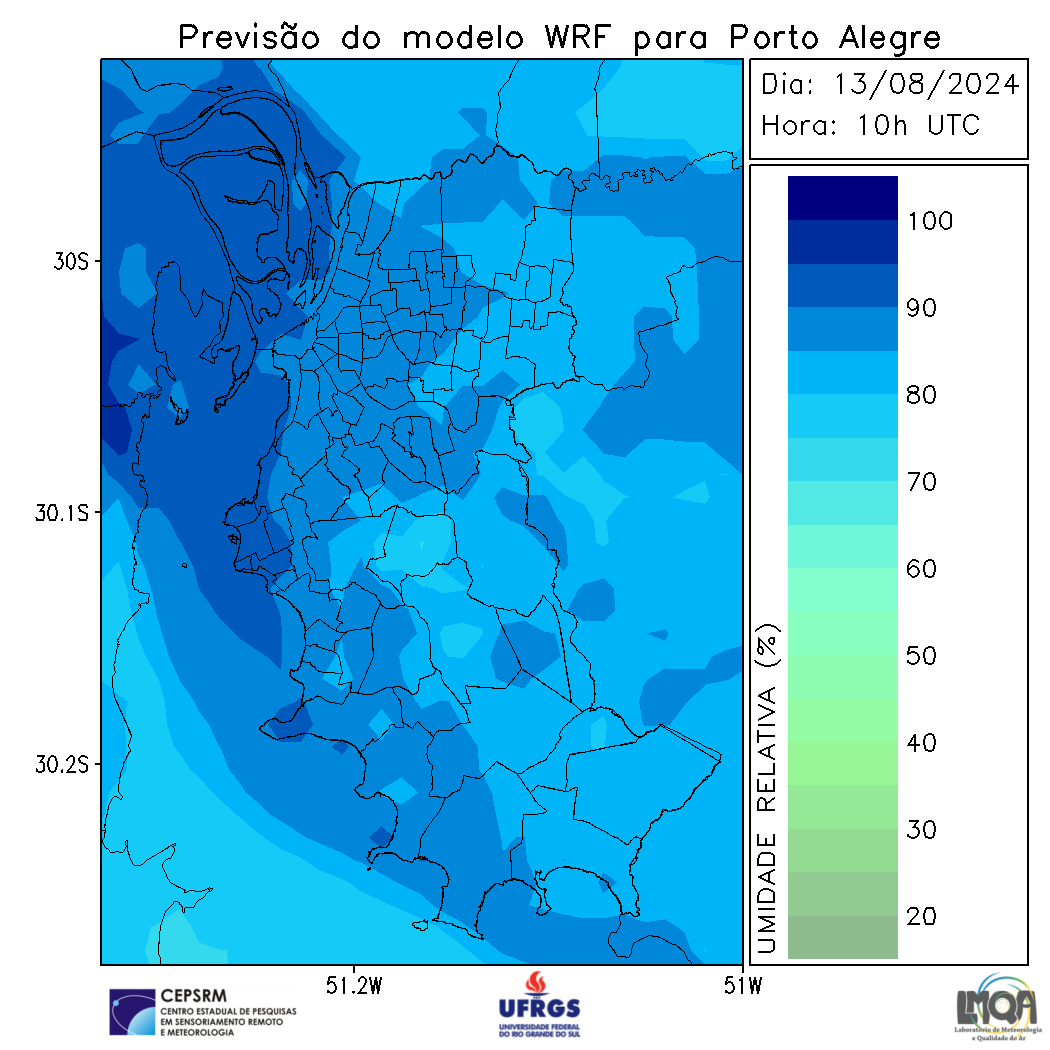 Previsão do modelo WRF para Porto Alegre
Dia: 13/08/2024
Hora: 10h UTC
30S
30.1S
30.2S
51.2W
51W
100
90
80
70
60
50
40
30
20
UMIDADE RELATIVA (%)
CEPSRM
CENTRO ESTADUAL DE PESQUISAS
EM SENSORIAMENTO REMOTO
E METEOROLOGIA
UFRGS
UNIVERSIDADE FEDERAL
DO RIO GRANDE DO SUL
LMQA
Laboratório de Meteorologia
e Qualidade do Ar